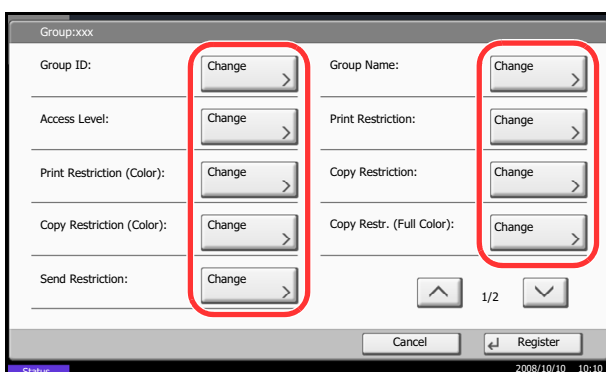 Group:xxx
Group ID: Change Group Name: Change
Access Level: Change Print Restriction: Change
Print Restriction (Color): Change Copy Restriction: Change
Copy Restriction (Color): Change Copy Restr. (Full Color): Change
Send Restriction: Change 1/2
Cancel Register
Status 2008/10/10 10:10